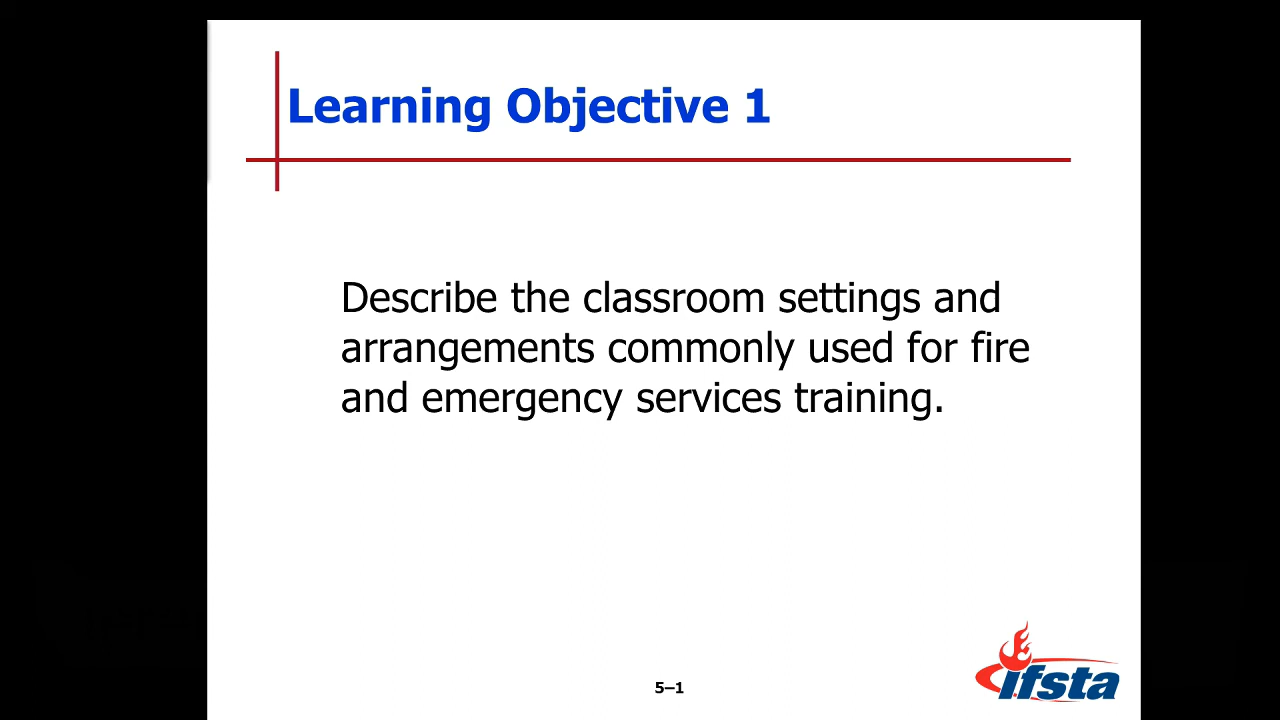 Learning Objective 1
Describe the classroom settings and
arrangements commonly used for fire
and emergency services training.
5–1
ifsta